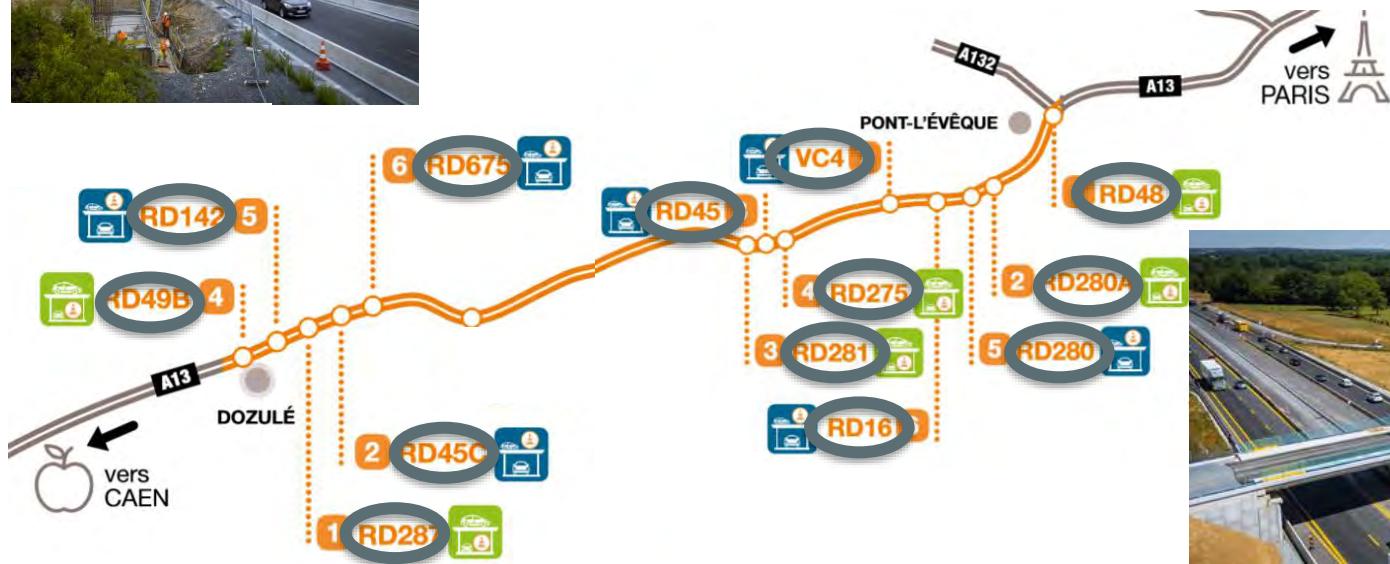 A132
A13
vers
PARIS
PONT-L'ÉVÊQUE
6 RD675
VC4
RD142 5
RD45
RD48
RD49B 4
4 RD275
2 RD280A
3 RD281
5 RD280
A13
DOZULÉ
RD16
2 RD45C
vers
CAEN
1 RD287